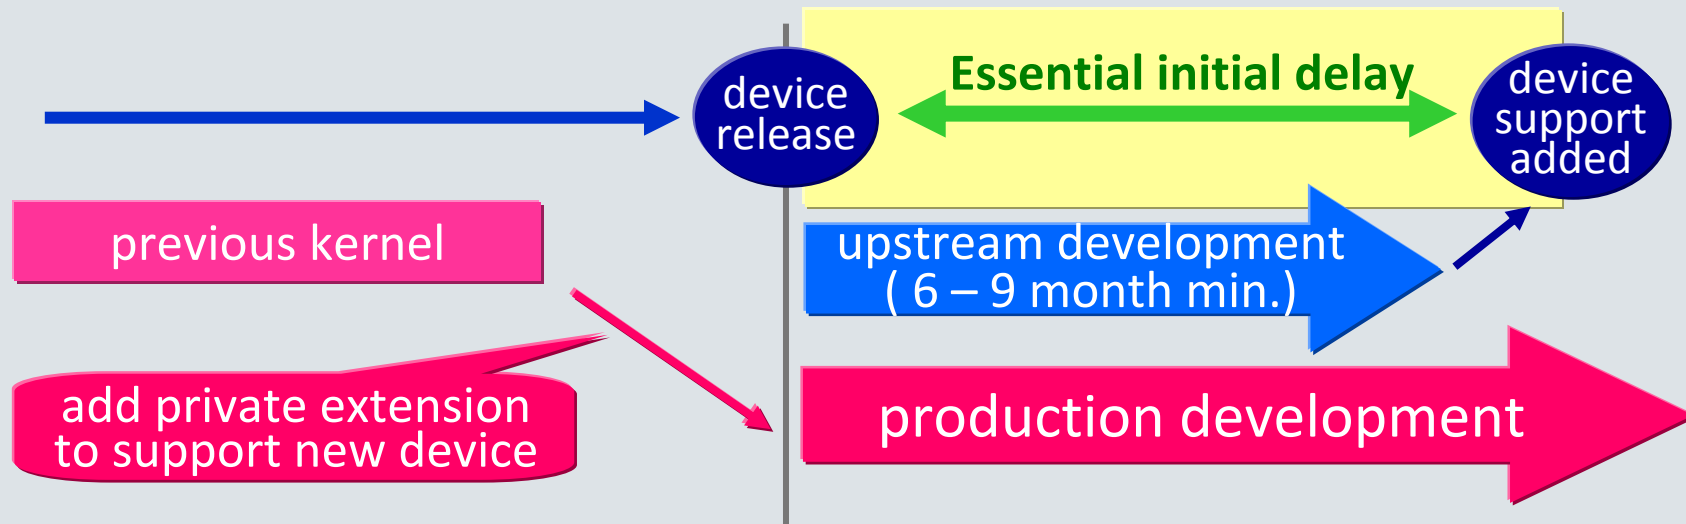 Essential initial delay
device
release
device
support
added
previous kernel
upstream development
( 6 – 9 month min.)
add private extension
to support new device
production development